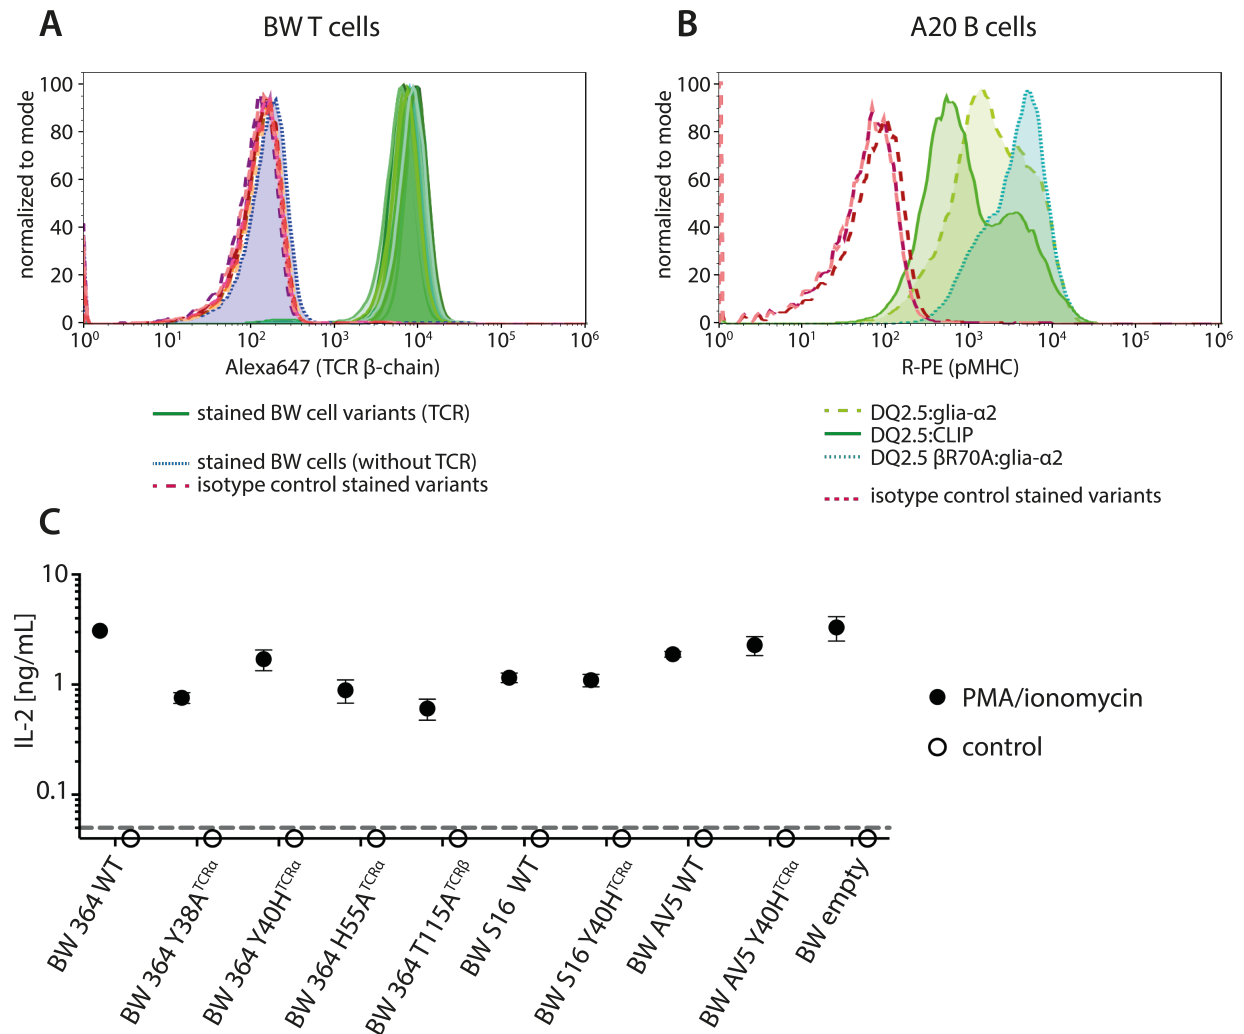 A
BW T cells
normalized to mode
100
80
60
40
20
0
10⁰
10¹
10²
10³
10⁴
10⁵
10⁶
Alexa647 (TCR β-chain)
stained BW cell variants (TCR)
stained BW cells (without TCR)
isotype control stained variants
B
A20 B cells
normalized to mode
100
80
60
40
20
0
10⁰
10¹
10²
10³
10⁴
10⁵
10⁶
R-PE (pMHC)
DQ2.5:glia-α2
DQ2.5:CLIP
DQ2.5 βR70A:glia-α2
isotype control stained variants
C
IL-2 [ng/mL]
10
1
0.1
BW 364 WT
BW 364 Y38A^TCRα
BW 364 Y40H^TCRα
BW 364 H55A^TCRα
BW 364 T115A^TCRβ
BW S16 WT
BW S16 Y40H^TCRα
BW AV5 WT
BW AV5 Y40H^TCRα
BW empty
PMA/ionomycin
control